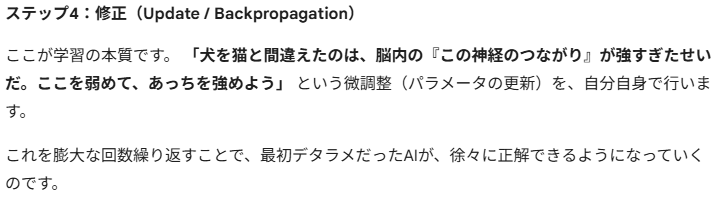 ステップ4：修正（Update / Backpropagation）
ここが学習の本質です。 「犬を猫と間違えたのは、脳内の『この神経のつながり』が強すぎたせい
だ。ここを弱めて、あっちを強めよう」 という微調整（パラメータの更新）を、自分自身で行いま
す。
これを膨大な回数繰り返すことで、最初デタラメだったAIが、徐々に正解できるようになっていく
のです。